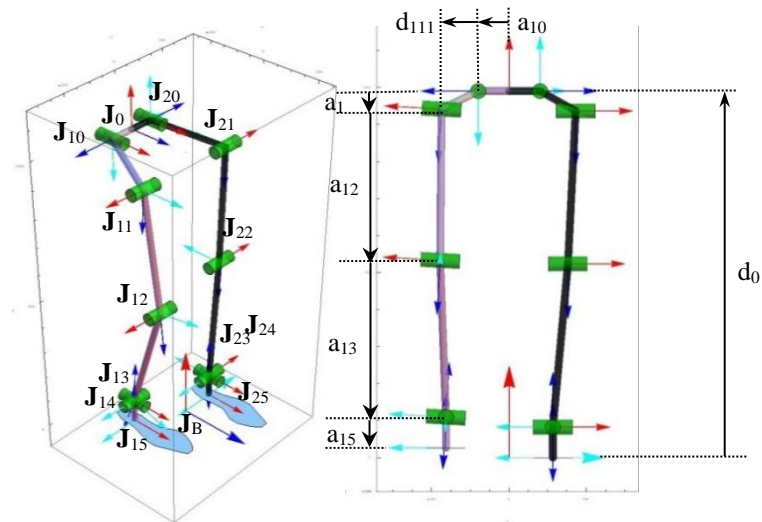 d₁₁₁ a₁₀
J₂₀
J₀
J₁₀ J₂₁
a₁
a₁₂
J₁₁
J₂₂
d₀
J₁₂
a₁₃
J₂₃ J₂₄
J₁₃
J₁₄ J₂₅
J₁₅ J_B
a₁₅